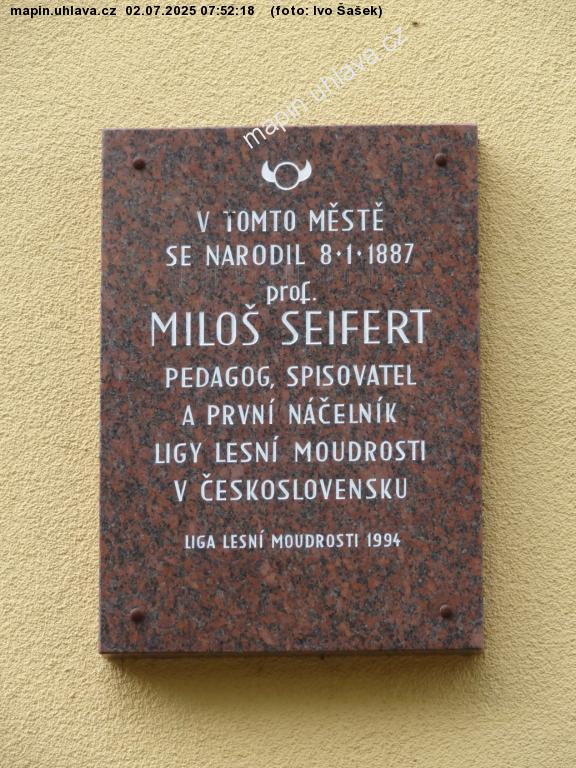 mapin.uhlava.cz 02.07.2025 07:52:18 (foto: Ivo Šašek)
mapin.uhlava.cz
V TOMTO MĚSTĚ
SE NARODIL 8·1·1887
prof.
MILOŠ SEIFERT
PEDAGOG, SPISOVATEL
A PRVNÍ NÁČELNÍK
LIGY LESNÍ MOUDROSTI
V ČESKOSLOVENSKU
LIGA LESNÍ MOUDROSTI 1994